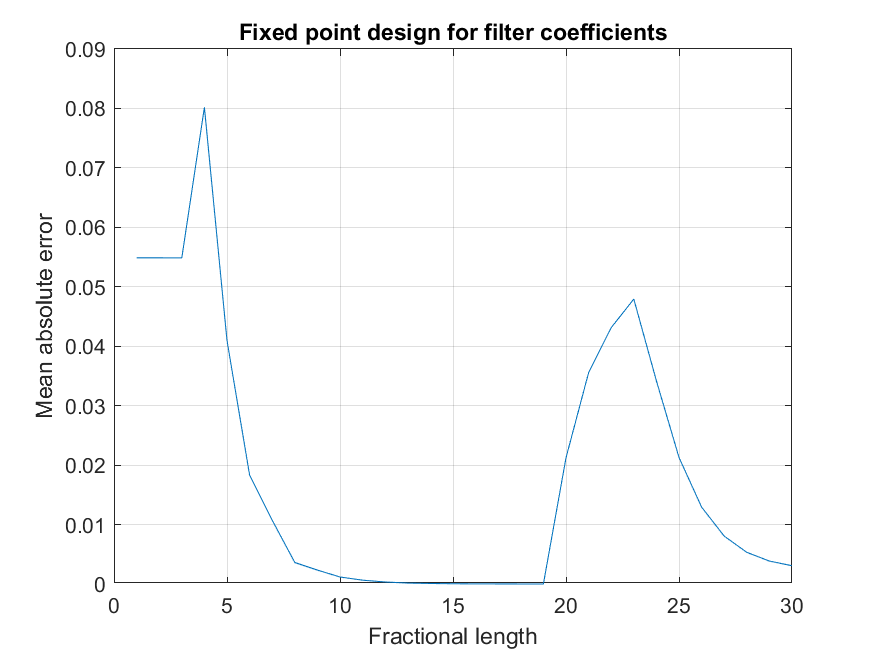 Fixed point design for filter coefficients
0.09
0.08
0.07
0.06
0.05
0.04
0.03
0.02
0.01
0
Mean absolute error
0 5 10 15 20 25 30
Fractional length